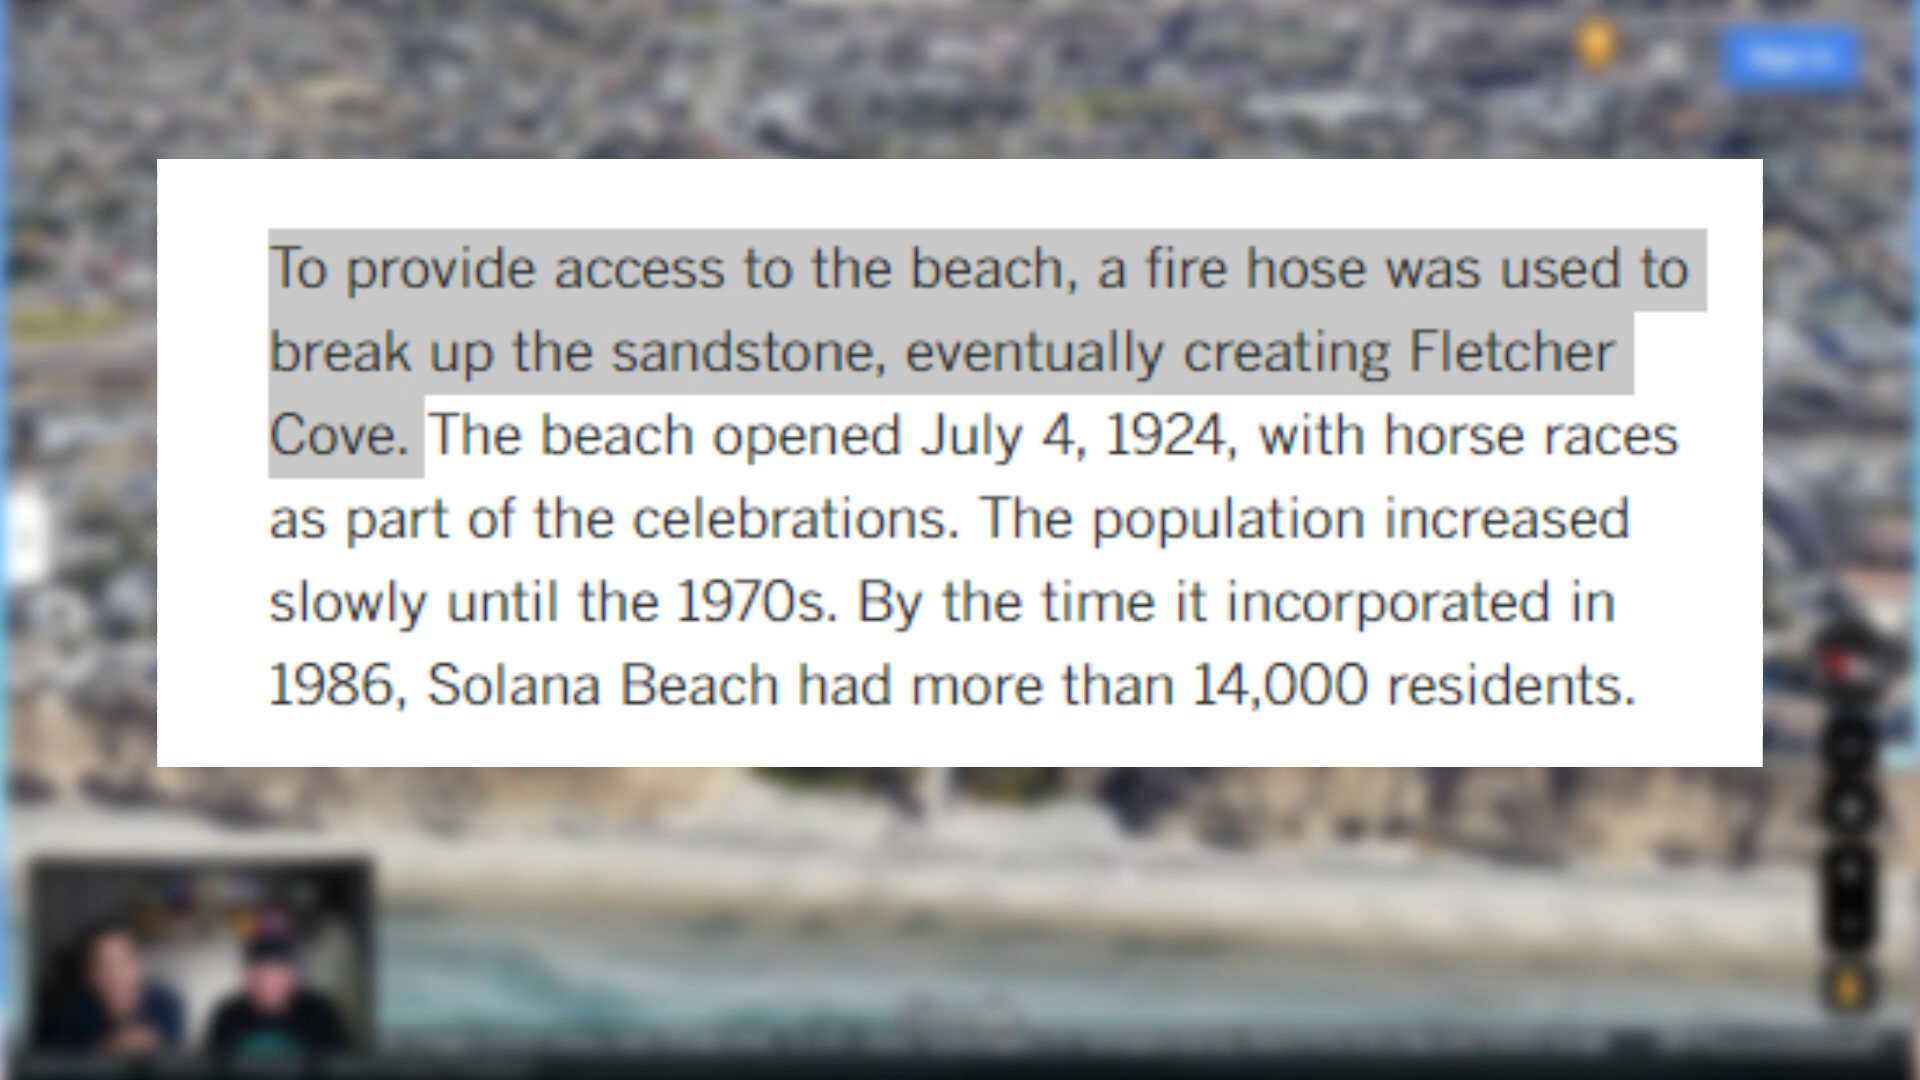 To provide access to the beach, a fire hose was used to
break up the sandstone, eventually creating Fletcher
Cove. The beach opened July 4, 1924, with horse races
as part of the celebrations. The population increased
slowly until the 1970s. By the time it incorporated in
1986, Solana Beach had more than 14,000 residents.